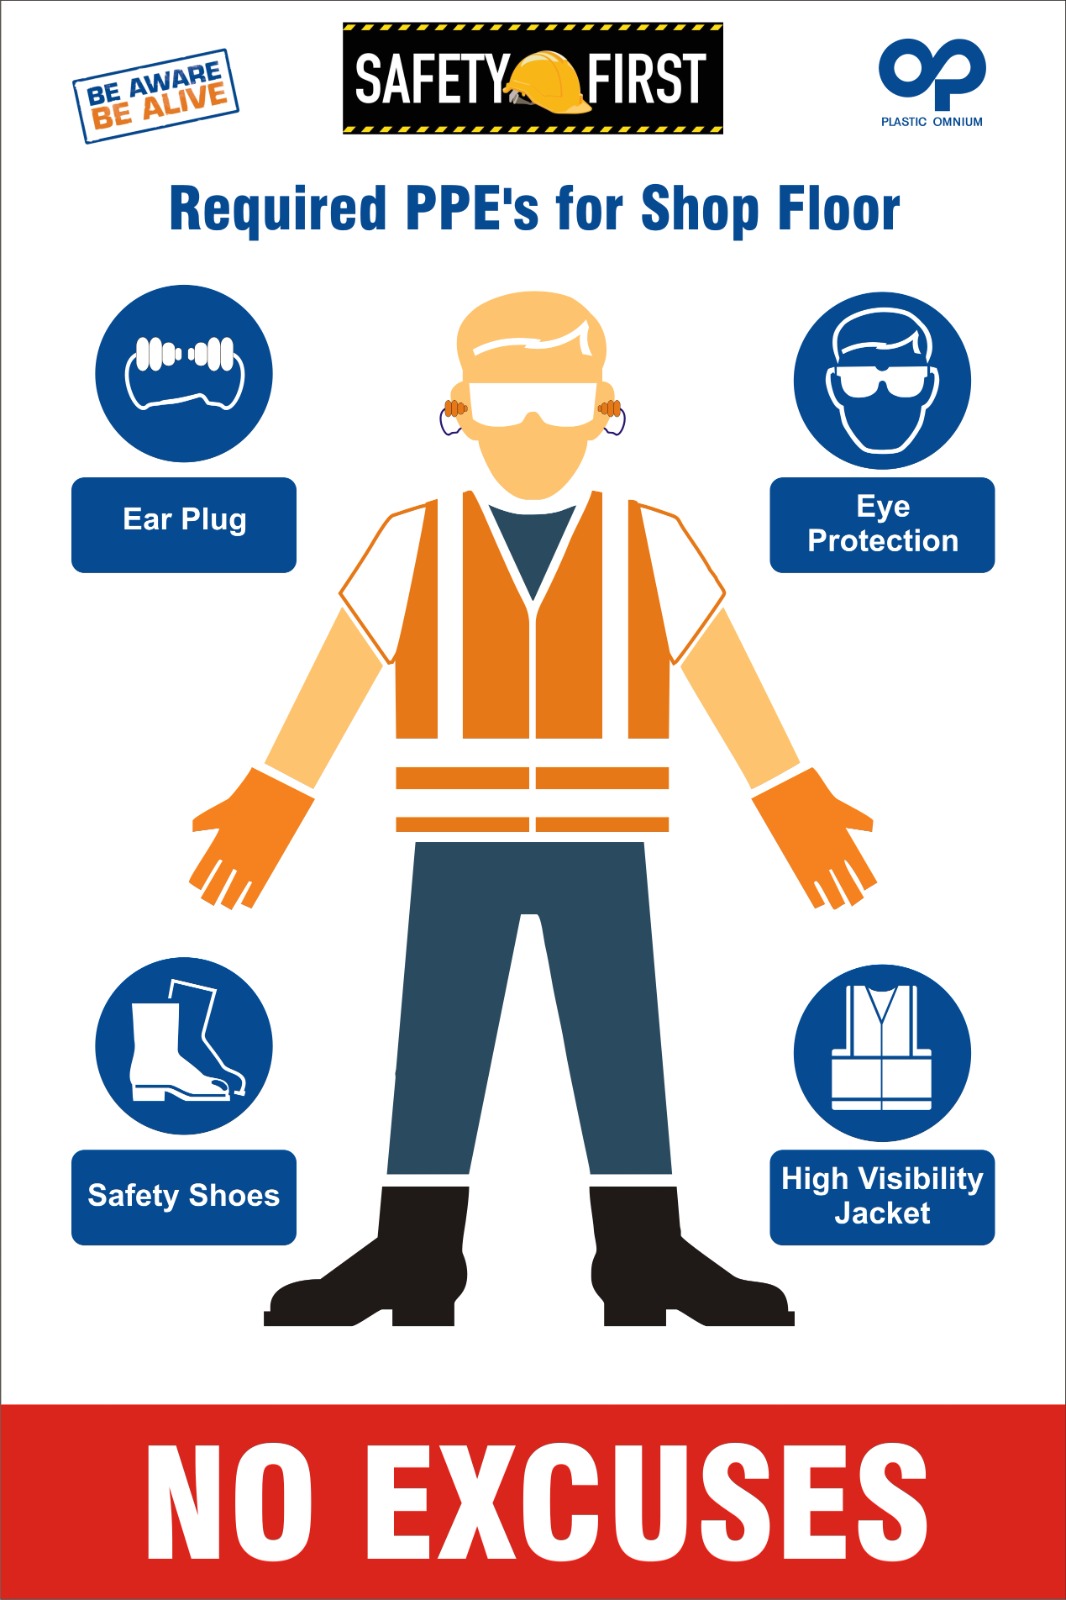 BE AWARE
BE ALIVE
SAFETY FIRST
PLASTIC OMNIUM
Required PPE's for Shop Floor
Ear Plug
Eye
Protection
Safety Shoes
High Visibility
Jacket
NO EXCUSES